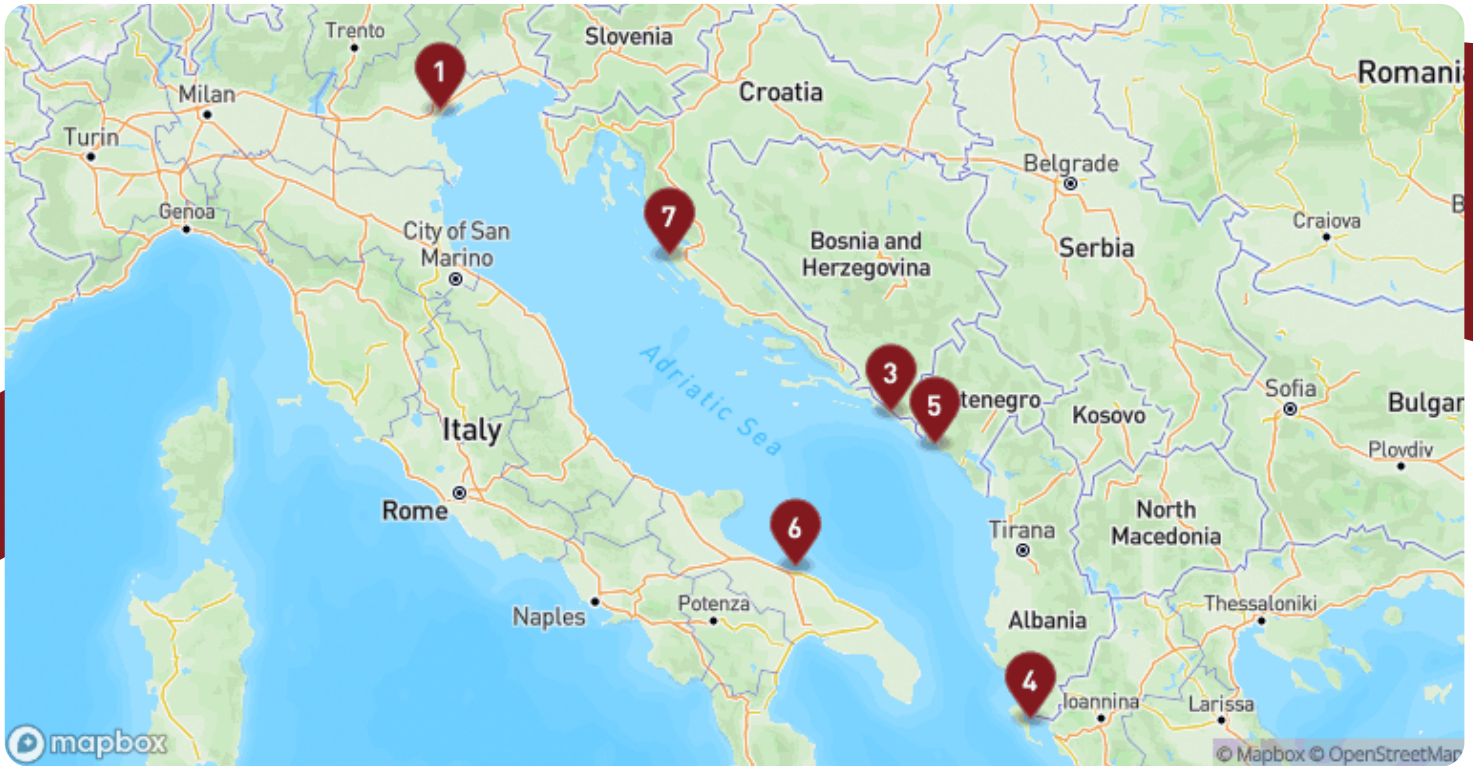 Trento
Slovenia
1
Romani
Milan
Croatia
Turin
Belgrade
Genoa
7
City of San
Marino
Craiova
B
Bosnia and
Herzegovina
Serbia
Adriatic Sea
3
5
tenegro
Kosovo
Sofia
Bulgar
Italy
Plovdiv
Rome
6
North
Macedonia
Tirana
Naples
Potenza
Albania
Thessaloniki
4
Ioannina
Larissa
mapbox
© Mapbox © OpenStreetMap